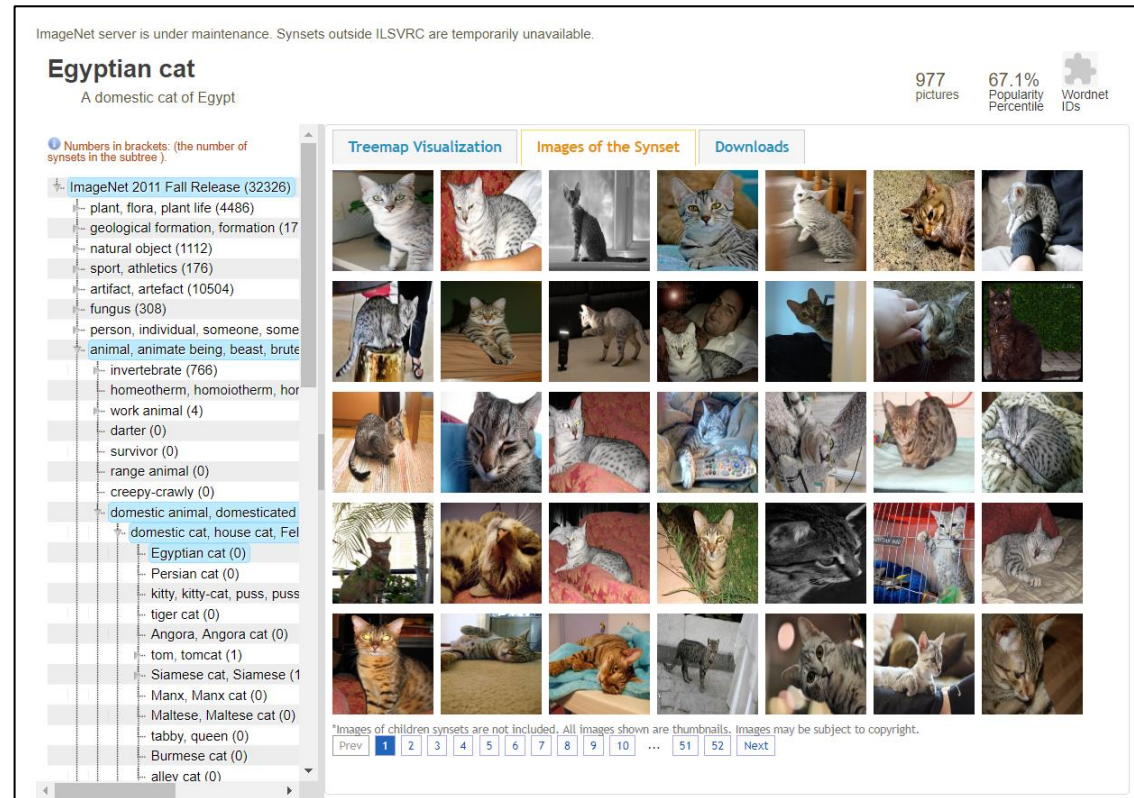 ImageNet server is under maintenance. Synsets outside ILSVRC are temporarily unavailable.
Egyptian cat
A domestic cat of Egypt
977
pictures
67.1%
Popularity
Percentile
Wordnet
IDs
Numbers in brackets: (the number of
synsets in the subtree ).
ImageNet 2011 Fall Release (32326)
plant, flora, plant life (4486)
geological formation, formation (17
natural object (1112)
sport, athletics (176)
artifact, artefact (10504)
fungus (308)
person, individual, someone, some
animal, animate being, beast, brute
invertebrate (766)
homeotherm, homoiotherm, hor
work animal (4)
darter (0)
survivor (0)
range animal (0)
creepy-crawly (0)
domestic animal, domesticated
domestic cat, house cat, Fel
Egyptian cat (0)
Persian cat (0)
kitty, kitty-cat, puss, puss
tiger cat (0)
Angora, Angora cat (0)
tom, tomcat (1)
Siamese cat, Siamese (1
Manx, Manx cat (0)
Maltese, Maltese cat (0)
tabby, queen (0)
Burmese cat (0)
alley cat (0)
Treemap Visualization Images of the Synset Downloads
*Images of children synsets are not included. All images shown are thumbnails. Images may be subject to copyright.
Prev 1 2 3 4 5 6 7 8 9 10 ... 51 52 Next